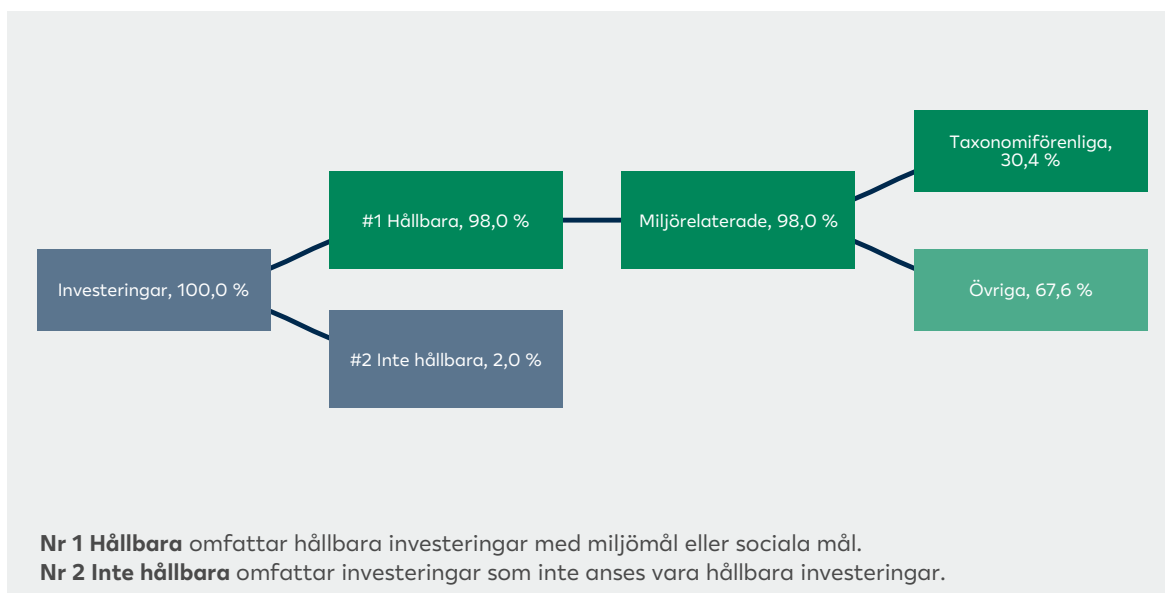 Taxonomiförenliga,
30,4 %
#1 Hållbara, 98,0 %
Miljörelaterade, 98,0 %
Investeringar, 100,0 %
Övriga, 67,6 %
#2 Inte hållbara, 2,0 %
Nr 1 Hållbara omfattar hållbara investeringar med miljömål eller sociala mål.
Nr 2 Inte hållbara omfattar investeringar som inte anses vara hållbara investeringar.